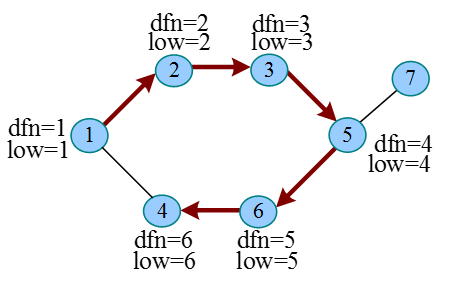 dfn=2
low=2
dfn=3
low=3
2
3
7
dfn=1
low=1
1
5
dfn=4
low=4
4
6
dfn=6
low=6
dfn=5
low=5